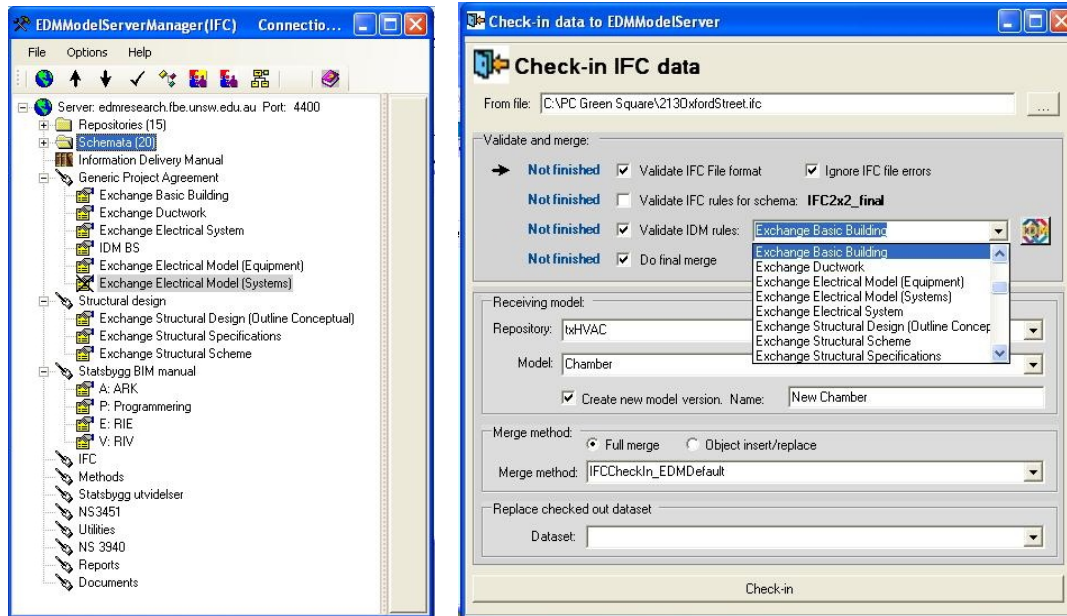 EDMModelServerManager(IFC) Connectio...
File Options Help
Server: edmresearch.fbe.unsw.edu.au Port: 4400
Repositories (15)
Schemata (20)
Information Delivery Manual
Generic Project Agreement
Exchange Basic Building
Exchange Ductwork
Exchange Electrical System
IDM BS
Exchange Electrical Model (Equipment)
Exchange Electrical Model (Systems)
Structural design
Exchange Structural Design (Outline Conceptual)
Exchange Structural Specifications
Exchange Structural Scheme
Statsbygg BIM manual
A: ARK
P: Programmering
E: RIE
V: RIV
IFC
Methods
Statsbygg utvidelser
NS3451
Utilities
NS 3940
Reports
Documents
Check-in data to EDMModelServer
Check-in IFC data
From file: C:\PC Green Square\213OxfordStreet.ifc ...
Validate and merge:
Not finished Validate IFC File format Ignore IFC file errors
Not finished Validate IFC rules for schema: IFC2x2_final
Not finished Validate IDM rules: Exchange Basic Building
Not finished Do final merge
Exchange Basic Building
Exchange Ductwork
Exchange Electrical Model (Equipment)
Exchange Electrical Model (Systems)
Exchange Electrical System
Exchange Structural Design (Outline Concep
Exchange Structural Scheme
Exchange Structural Specifications
Receiving model:
Repository: txHVAC
Model: Chamber
Create new model version. Name: New Chamber
Merge method:
Full merge Object insert/replace
Merge method: IFCCheckIn_EDMDefault
Replace checked out dataset
Dataset:
Check-in